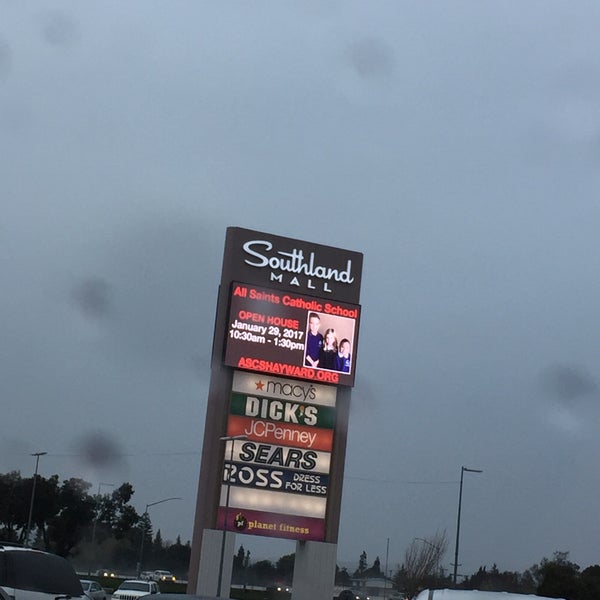 Southland
MALL
All Saints Catholic School
OPEN HOUSE
January 29, 2017
10:30am - 1:30pm
ASCSHAYWARD.ORG
macy's
DICK'S
JCPenney
SEARS
ROSS DRESS
FOR LESS
pf planet fitness